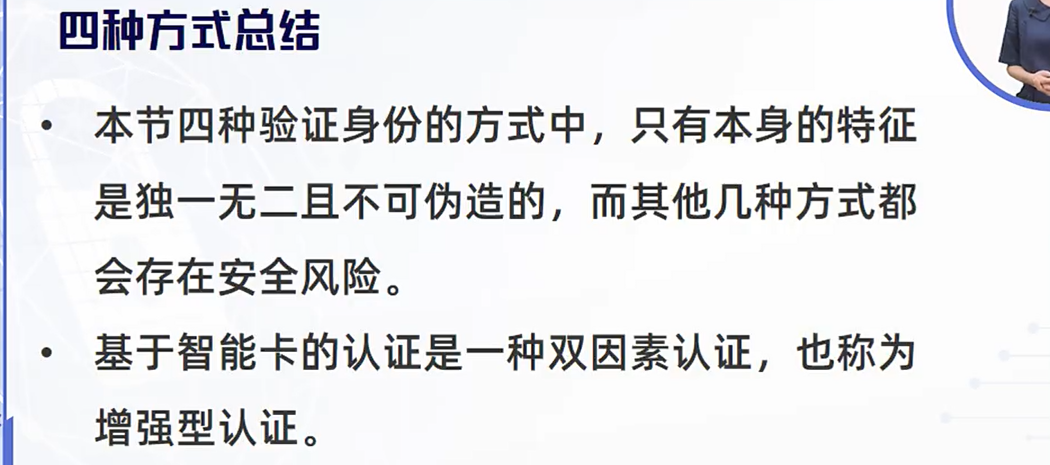 四种方式总结
• 本节四种验证身份的方式中，只有本身的特征
是独一无二且不可伪造的，而其他几种方式都
会存在安全风险。
• 基于智能卡的认证是一种双因素认证，也称为
增强型认证。